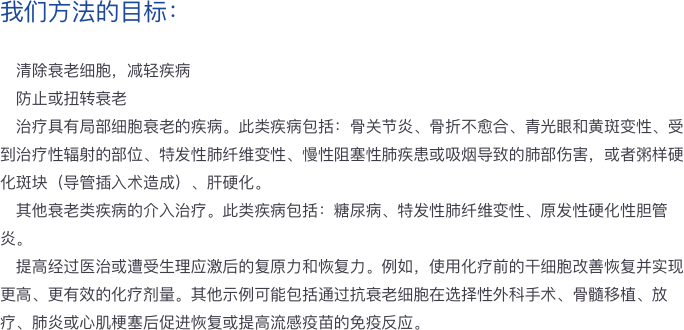 我们方法的目标：
清除衰老细胞，减轻疾病
防止或扭转衰老
治疗具有局部细胞衰老的疾病。此类疾病包括：骨关节炎、骨折不愈合、青光眼和黄斑变性、受
到治疗性辐射的部位、特发性肺纤维变性、慢性阻塞性肺疾患或吸烟导致的肺部伤害，或者粥样硬
化斑块（导管插入术造成）、肝硬化。
其他衰老类疾病的介入治疗。此类疾病包括：糖尿病、特发性肺纤维变性、原发性硬化性胆管
炎。
提高经过医治或遭受生理应激后的复原力和恢复力。例如，使用化疗前的干细胞改善恢复并实现
更高、更有效的化疗剂量。其他示例可能包括通过抗衰老细胞在选择性外科手术、骨髓移植、放
疗、肺炎或心肌梗塞后促进恢复或提高流感疫苗的免疫反应。